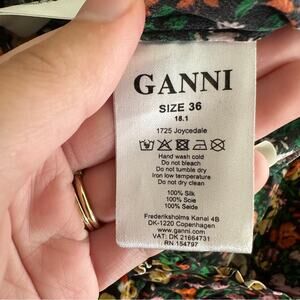 GANNI
SIZE 36
18.1
1725 Joycedale
Hand wash cold
Do not bleach
Do not tumble dry
Iron low temperature
Do not dry clean
100% Silk
100% Soie
100% Seide
Frederiksholms Kanal 4B
DK-1220 Copenhagen
www.ganni.com
VAT: DK 21664731
RN 154797